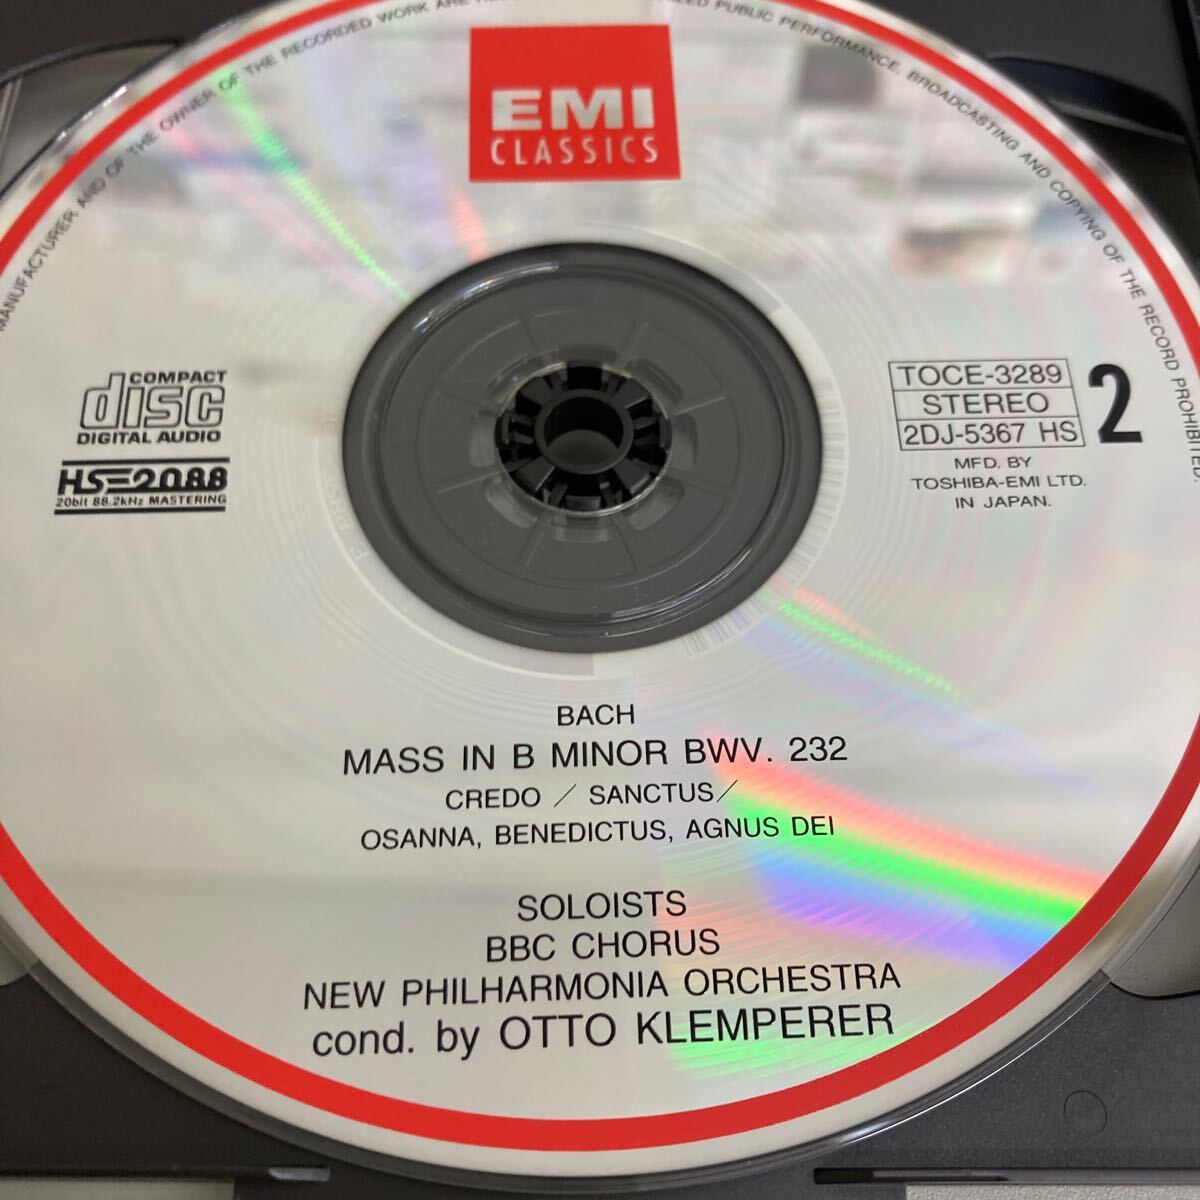 MANUFACTURER AND OF THE OWNER OF THE RECORDED WORK ARE
PUBLIC PERFORMANCE, BROADCASTING AND COPYING OF THE RECORD PROHIBITED.
EMI
CLASSICS
COMPACT
disc
DIGITAL AUDIO
HS-2088
20bit 88.2kHz MASTERING
TOCE-3289
STEREO
2DJ-5367 HS
2
MFD. BY
TOSHIBA-EMI LTD.
IN JAPAN.
BACH
MASS IN B MINOR BWV. 232
CREDO / SANCTUS /
OSANNA, BENEDICTUS, AGNUS DEI
SOLOISTS
BBC CHORUS
NEW PHILHARMONIA ORCHESTRA
cond. by OTTO KLEMPERER